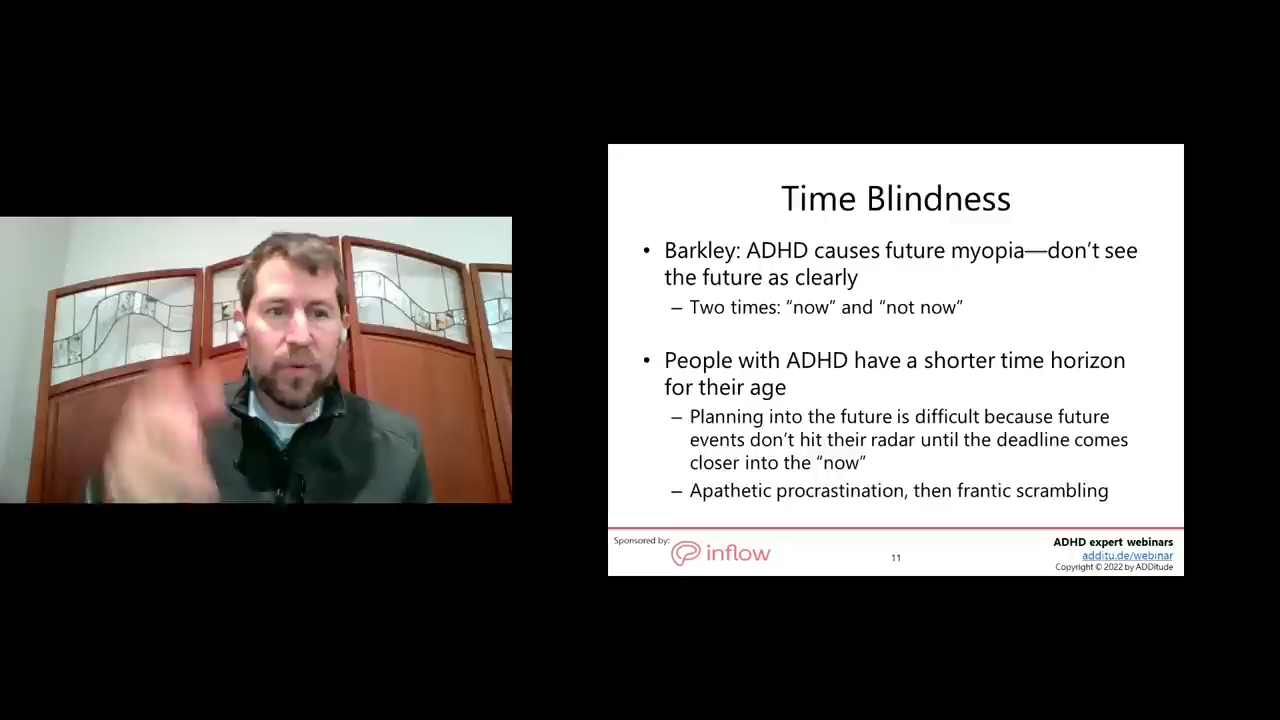 Time Blindness
• Barkley: ADHD causes future myopia—don’t see
the future as clearly
– Two times: “now” and “not now”
• People with ADHD have a shorter time horizon
for their age
– Planning into the future is difficult because future
events don’t hit their radar until the deadline comes
closer into the “now”
– Apathetic procrastination, then frantic scrambling
Sponsored by:
inflow
11
ADHD expert webinars
additu.de/webinar
Copyright © 2022 by ADDitude